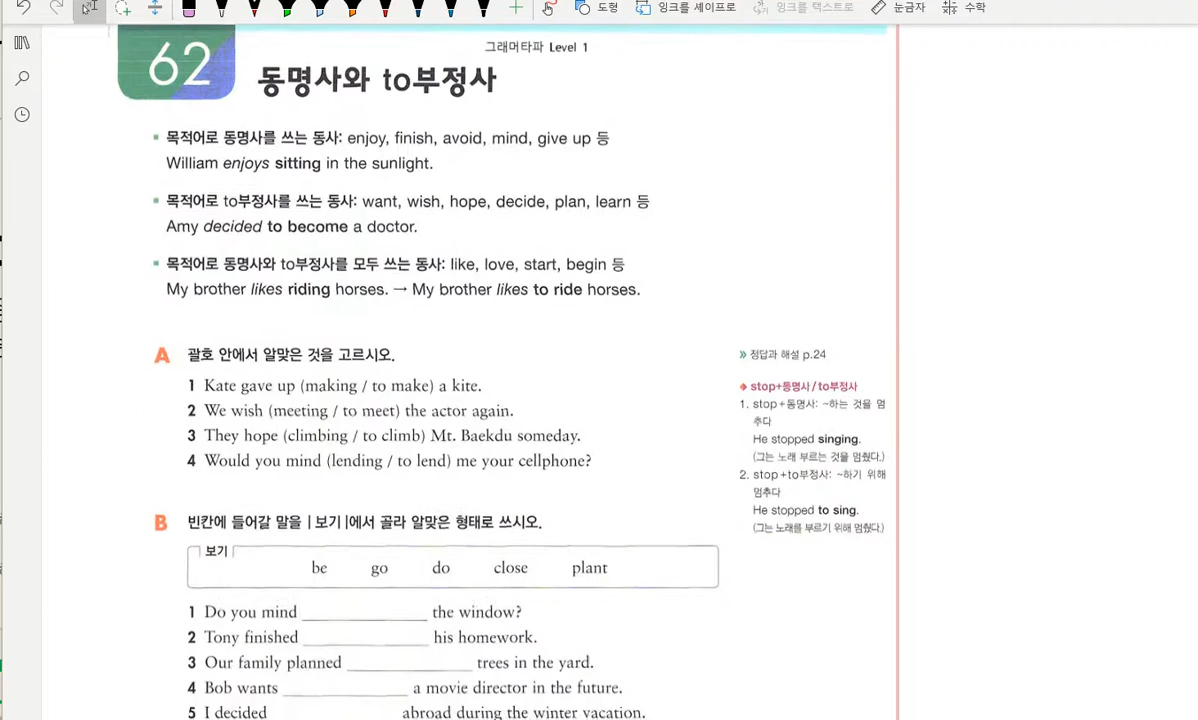 도형
잉크를 셰이프로
잉크를 텍스트로
눈금자
수학
그래머타파 Level 1
62
동명사와 to부정사
목적어로 동명사를 쓰는 동사: enjoy, finish, avoid, mind, give up 등
William enjoys sitting in the sunlight.
목적어로 to부정사를 쓰는 동사: want, wish, hope, decide, plan, learn 등
Amy decided to become a doctor.
목적어로 동명사와 to부정사를 모두 쓰는 동사: like, love, start, begin 등
My brother likes riding horses. → My brother likes to ride horses.
A 괄호 안에서 알맞은 것을 고르시오.
1 Kate gave up (making / to make) a kite.
2 We wish (meeting / to meet) the actor again.
3 They hope (climbing / to climb) Mt. Baekdu someday.
4 Would you mind (lending / to lend) me your cellphone?
» 정답과 해설 p.24
◆ stop+동명사/to부정사
1. stop+동명사: ~하는 것을 멈
추다
He stopped singing.
(그는 노래 부르는 것을 멈췄다.)
2. stop+to부정사: ~하기 위해
멈추다
He stopped to sing.
(그는 노래를 부르기 위해 멈췄다.)
B 빈칸에 들어갈 말을 |보기|에서 골라 알맞은 형태로 쓰시오.
보기
be go do close plant
1 Do you mind ______________ the window?
2 Tony finished ______________ his homework.
3 Our family planned ______________ trees in the yard.
4 Bob wants ______________ a movie director in the future.
5 I decided ______________ abroad during the winter vacation.